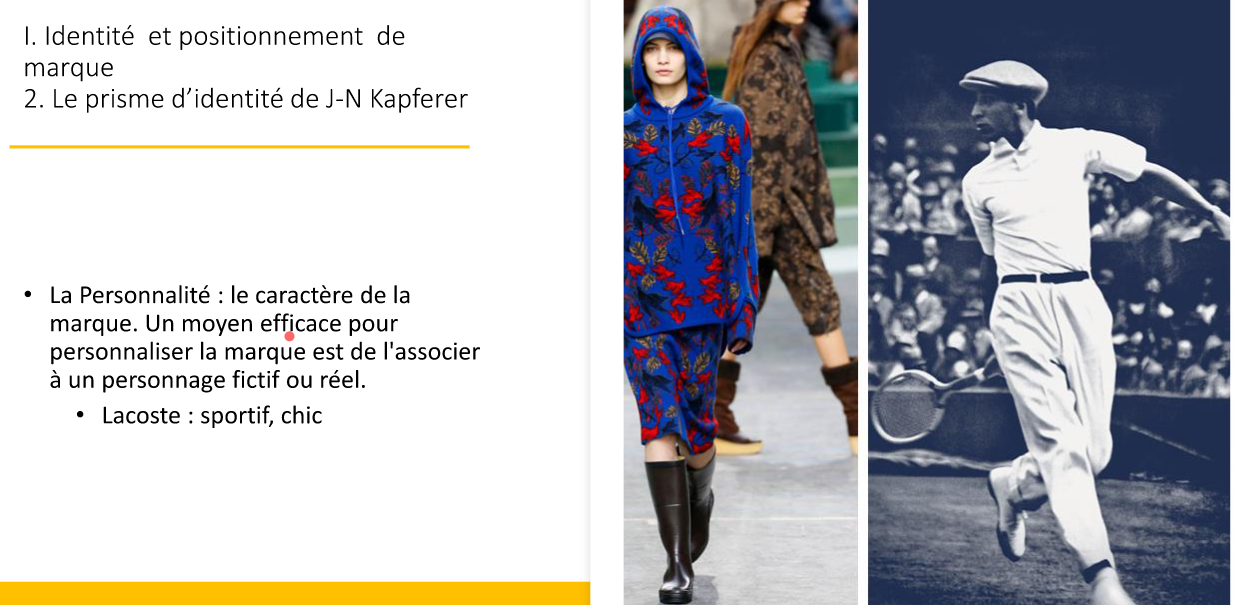 I. Identité et positionnement de
marque
2. Le prisme d’identité de J-N Kapferer
• La Personnalité : le caractère de la
marque. Un moyen efficace pour
personnaliser la marque est de l'associer
à un personnage fictif ou réel.
• Lacoste : sportif, chic